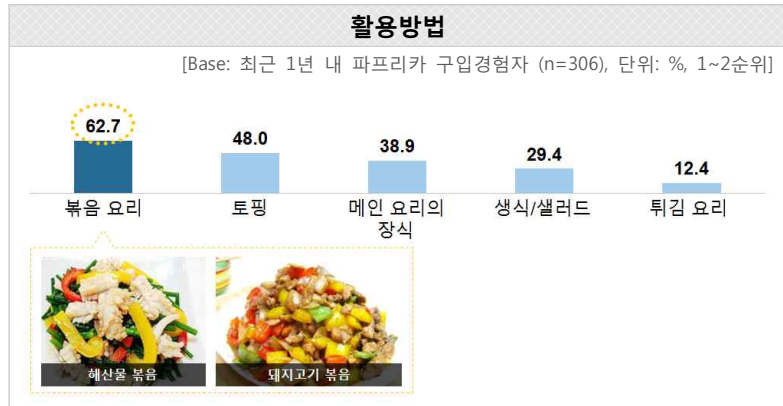 활용방법
[Base: 최근 1년 내 파프리카 구입경험자 (n=306), 단위: %, 1~2순위]
62.7
48.0
38.9
29.4
12.4
볶음 요리
토핑
메인 요리의
장식
생식/샐러드
튀김 요리
해산물 볶음
돼지고기 볶음